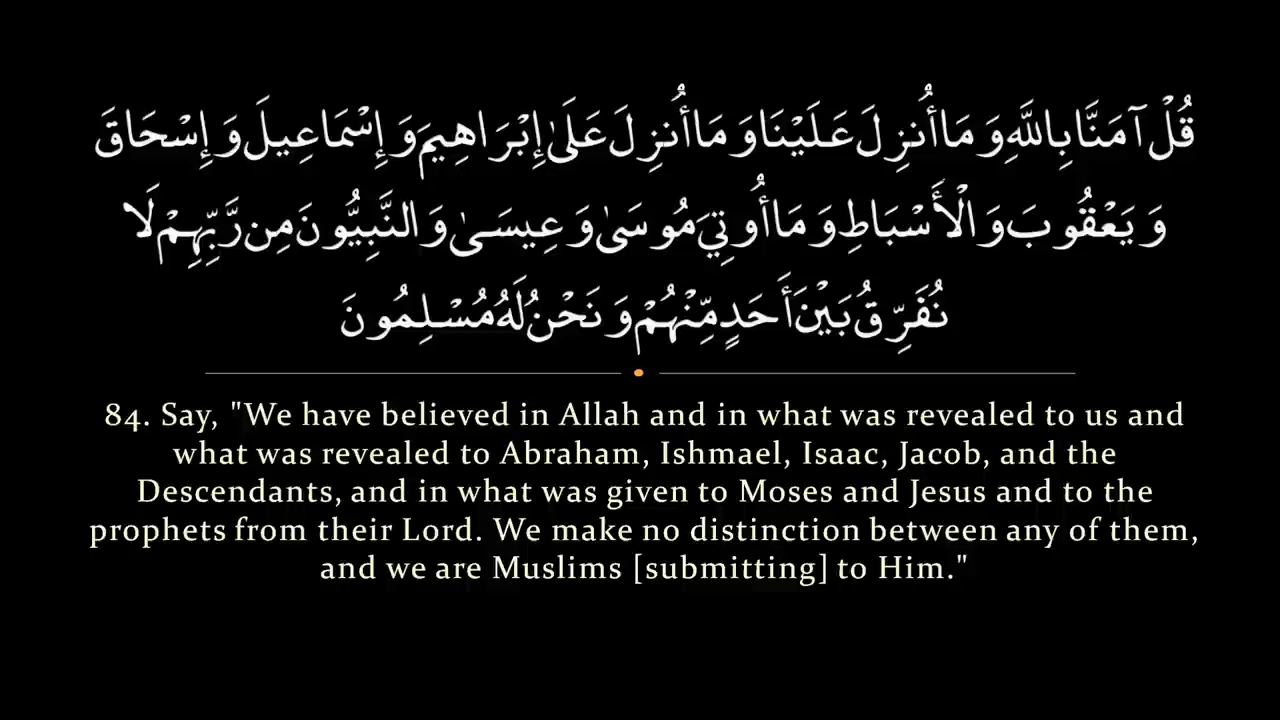 قُلْ آمَنَّا بِاللَّهِ وَمَا أُنزِلَ عَلَيْنَا وَمَا أُنزِلَ عَلَىٰ إِبْرَاهِيمَ وَإِسْمَاعِيلَ وَإِسْحَاقَ
وَيَعْقُوبَ وَالْأَسْبَاطِ وَمَا أُوتِيَ مُوسَىٰ وَعِيسَىٰ وَالنَّبِيُّونَ مِن رَّبِّهِمْ لَا
نُفَرِّقُ بَيْنَ أَحَدٍ مِّنْهُمْ وَنَحْنُ لَهُ مُسْلِمُونَ
84. Say, "We have believed in Allah and in what was revealed to us and
what was revealed to Abraham, Ishmael, Isaac, Jacob, and the
Descendants, and in what was given to Moses and Jesus and to the
prophets from their Lord. We make no distinction between any of them,
and we are Muslims [submitting] to Him."